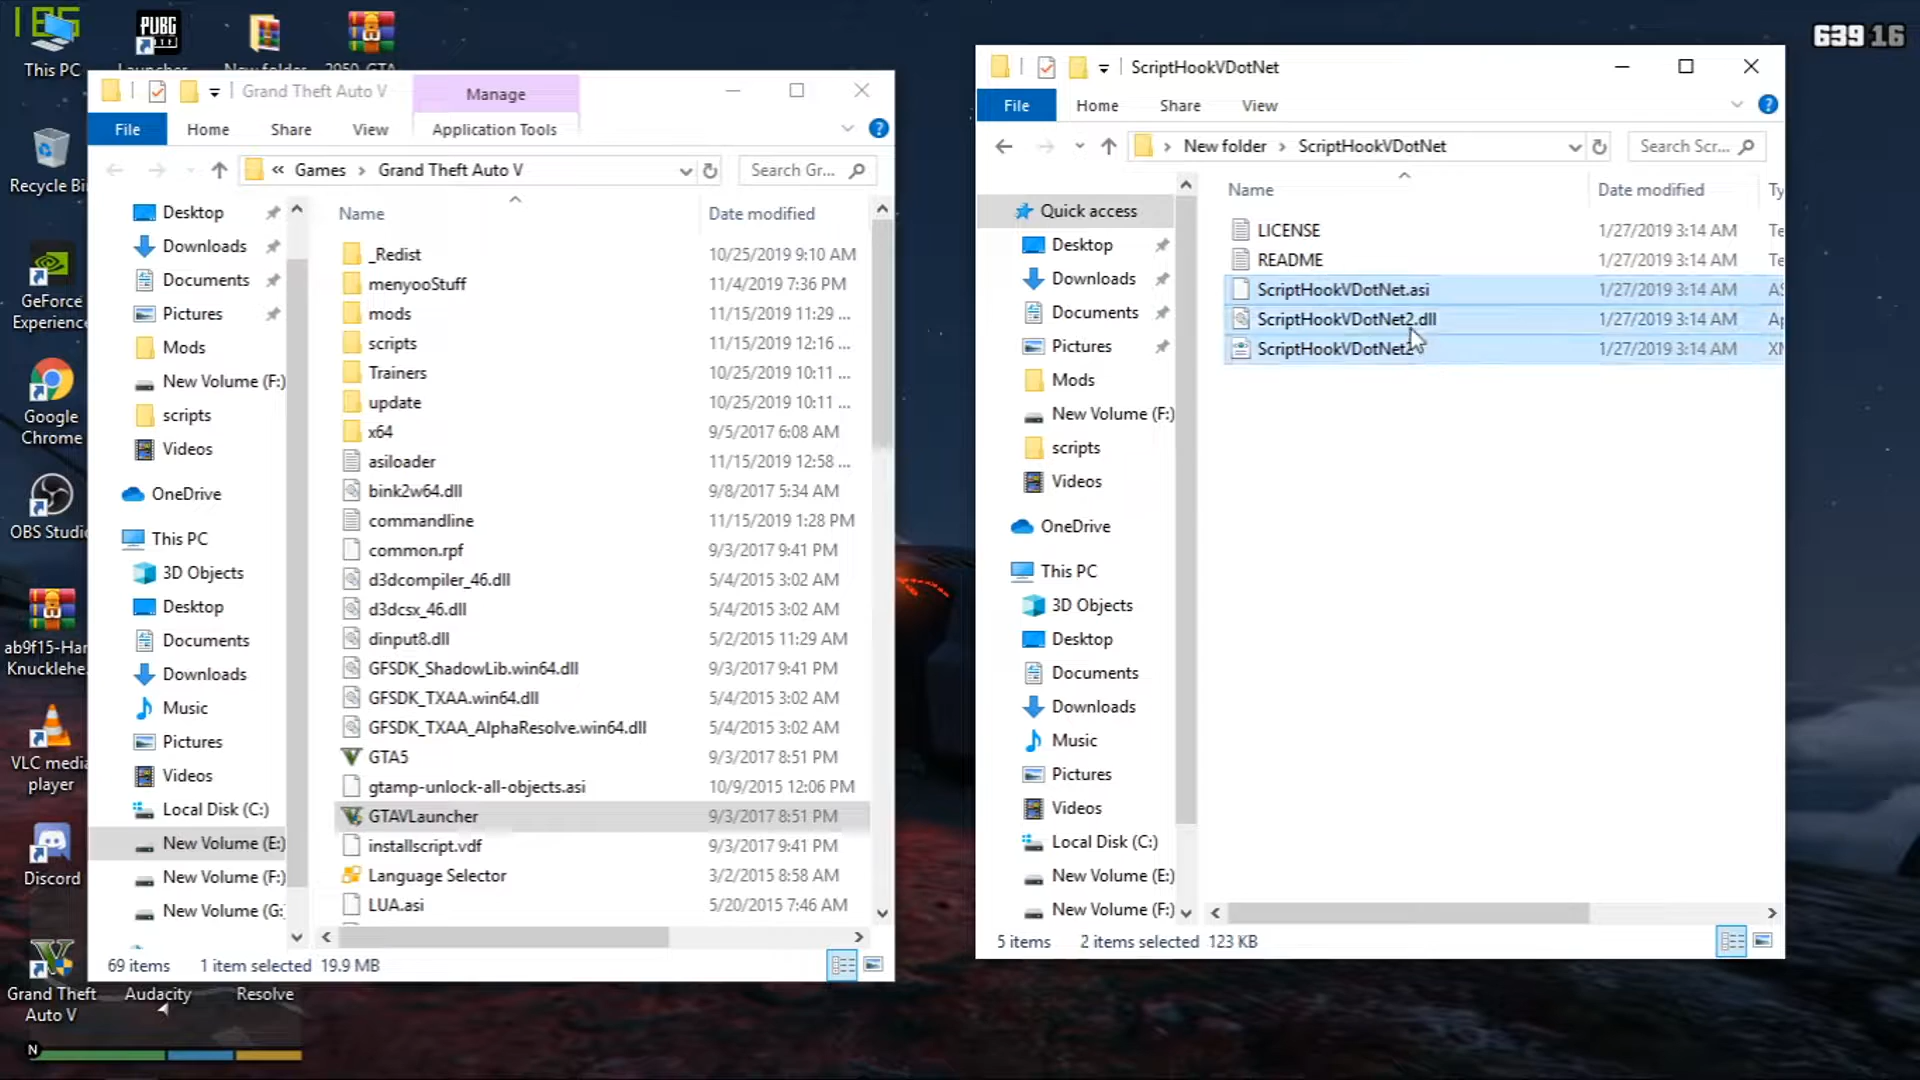 185
639 16
This PC
PUBG
LITE
Launcher
New folder
2950_GTA
Recycle Bi
GeForce
Experience
Google
Chrome
OBS Studi
ab9f15-Har
Knucklehe.
VLC media
player
Discord
Grand Theft
Auto V
Audacity
Resolve
N
Grand Theft Auto V
Manage
File
Home
Share
View
Application Tools
?
« Games > Grand Theft Auto V
Search Gr...
Desktop
Downloads
Documents
Pictures
Mods
New Volume (F:)
scripts
Videos
OneDrive
This PC
3D Objects
Desktop
Documents
Downloads
Music
Pictures
Videos
Local Disk (C:)
New Volume (E:)
New Volume (F:)
New Volume (G:
Name Date modified
_Redist 10/25/2019 9:10 AM
menyooStuff 11/4/2019 7:36 PM
mods 11/15/2019 11:29 ...
scripts 11/15/2019 12:16 ...
Trainers 10/25/2019 10:11 ...
update 10/25/2019 10:11 ...
x64 9/5/2017 6:08 AM
asiloader 11/15/2019 12:58 ...
bink2w64.dll 9/8/2017 5:34 AM
commandline 11/15/2019 1:28 PM
common.rpf 9/3/2017 9:41 PM
d3dcompiler_46.dll 5/4/2015 3:02 AM
d3dcsx_46.dll 5/4/2015 3:02 AM
dinput8.dll 5/2/2015 11:29 AM
GFSDK_ShadowLib.win64.dll 9/3/2017 9:41 PM
GFSDK_TXAA.win64.dll 5/4/2015 3:02 AM
GFSDK_TXAA_AlphaResolve.win64.dll 5/4/2015 3:02 AM
GTA5 9/3/2017 8:51 PM
gtamp-unlock-all-objects.asi 10/9/2015 12:06 PM
GTAVLauncher 9/3/2017 8:51 PM
installscript.vdf 9/3/2017 9:41 PM
Language Selector 3/2/2015 8:58 AM
LUA.asi 5/20/2015 7:46 AM
69 items 1 item selected 19.9 MB
ScriptHookVDotNet
File
Home
Share
View
?
> New folder > ScriptHookVDotNet
Search Scr...
Quick access
Desktop
Downloads
Documents
Pictures
Mods
New Volume (F:)
scripts
Videos
OneDrive
This PC
3D Objects
Desktop
Documents
Downloads
Music
Pictures
Videos
Local Disk (C:)
New Volume (E:)
New Volume (F:)
Name Date modified Ty
LICENSE 1/27/2019 3:14 AM Te
README 1/27/2019 3:14 AM Te
ScriptHookVDotNet.asi 1/27/2019 3:14 AM AS
ScriptHookVDotNet2.dll 1/27/2019 3:14 AM Ap
ScriptHookVDotNet2 1/27/2019 3:14 AM XM
5 items 2 items selected 123 KB